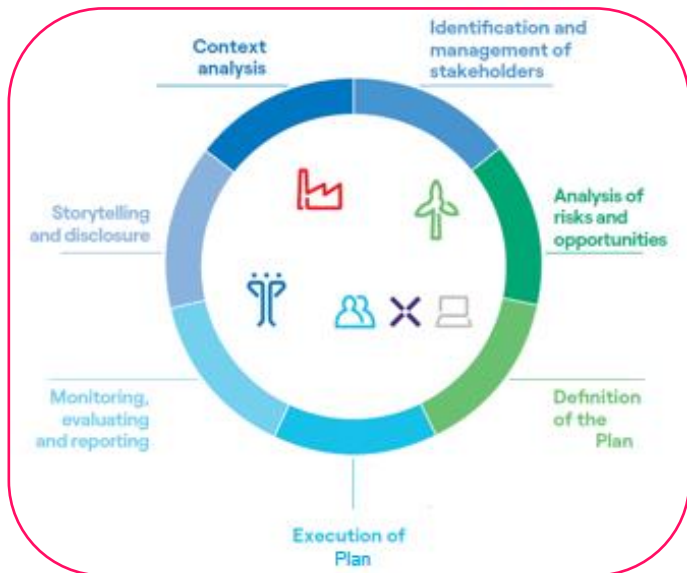 Context
analysis
Identification and
management of
stakeholders
Analysis of
risks and
opportunities
Definition
of the
Plan
Execution of
Plan
Monitoring,
evaluating
and reporting
Storytelling
and disclosure